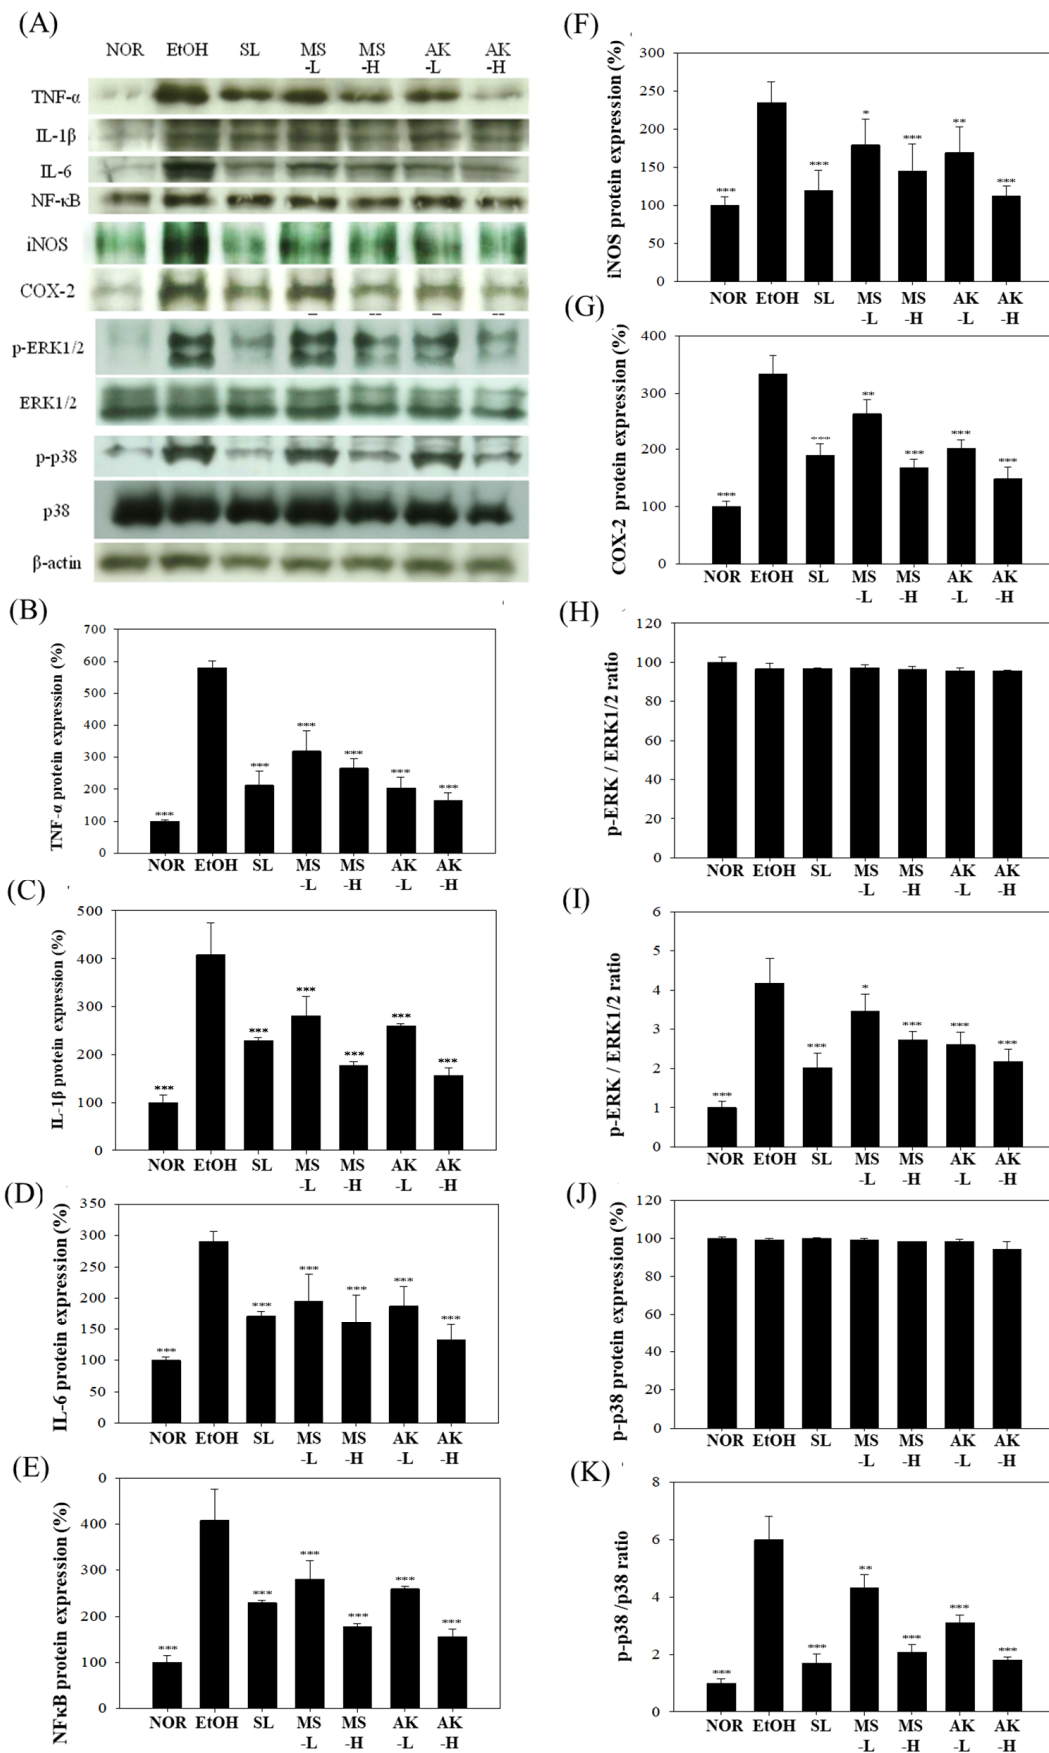 (A)
NOR EtOH SL MS-L MS-H AK-L AK-H
TNF-α
IL-1β
IL-6
NF-κB
iNOS
COX-2
p-ERK1/2
ERK1/2
p-p38
p38
β-actin
(B)
TNF-α protein expression (%)
700
600
500
400
300
200
100
0
*** *** *** *** *** ***
NOR EtOH SL MS-L MS-H AK-L AK-H
(C)
IL-1β protein expression (%)
500
400
300
200
100
0
*** *** *** *** *** ***
NOR EtOH SL MS-L MS-H AK-L AK-H
(D)
IL-6 protein expression (%)
350
300
250
200
150
100
50
0
*** *** *** *** *** ***
NOR EtOH SL MS-L MS-H AK-L AK-H
(E)
NFκB protein expression (%)
0
400
300
200
100
0
*** *** *** *** *** ***
NOR EtOH SL MS-L MS-H AK-L AK-H
(F)
iNOS protein expression (%)
300
250
200
150
100
50
0
*** *** * *** ** ***
NOR EtOH SL MS-L MS-H AK-L AK-H
(G)
COX-2 protein expression (%)
400
300
200
100
0
*** *** ** *** *** ***
NOR EtOH SL MS-L MS-H AK-L AK-H
(H)
p-ERK / ERK1/2 ratio
120
100
80
60
40
20
0
NOR EtOH SL MS-L MS-H AK-L AK-H
(I)
p-ERK / ERK1/2 ratio
6
5
4
3
2
1
0
*** *** * *** *** ***
NOR EtOH SL MS-L MS-H AK-L AK-H
(J)
p-p38 protein expression (%)
120
100
80
60
40
20
0
NOR EtOH SL MS-L MS-H AK-L AK-H
(K)
p-p38 /p38 ratio
8
6
4
2
0
*** *** ** *** *** ***
NOR EtOH SL MS-L MS-H AK-L AK-H